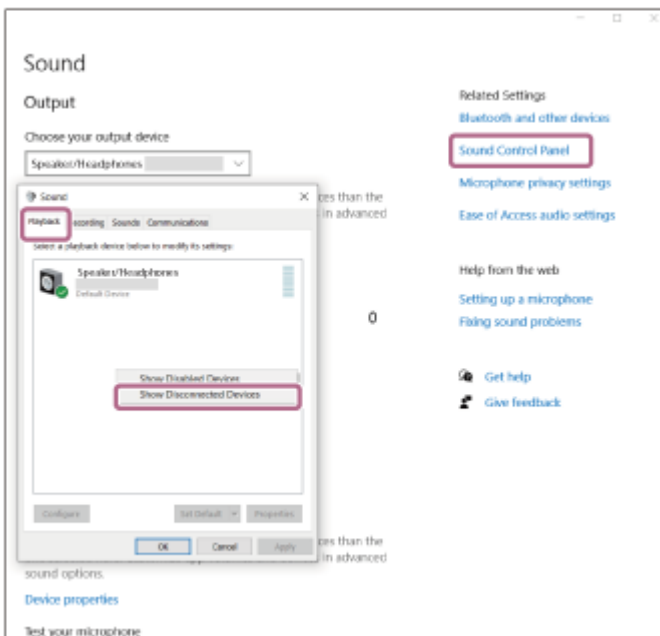 Sound
Output
Choose your output device
Speaker/Headphones
Sound
Playback
ecording
Sounds
Communications
Select a playback device below to modify its settings:
Speaker/Headphones
Default Device
Show Disabled Devices
Show Disconnected Devices
Configure
Set Default
Properties
OK
Cancel
Apply
ces than the
in advanced
0
ces than the
in advanced
sound options.
Device properties
Test your microphone
Related Settings
Bluetooth and other devices
Sound Control Panel
Microphone privacy settings
Ease of Access audio settings
Help from the web
Setting up a microphone
Fixing sound problems
Get help
Give feedback